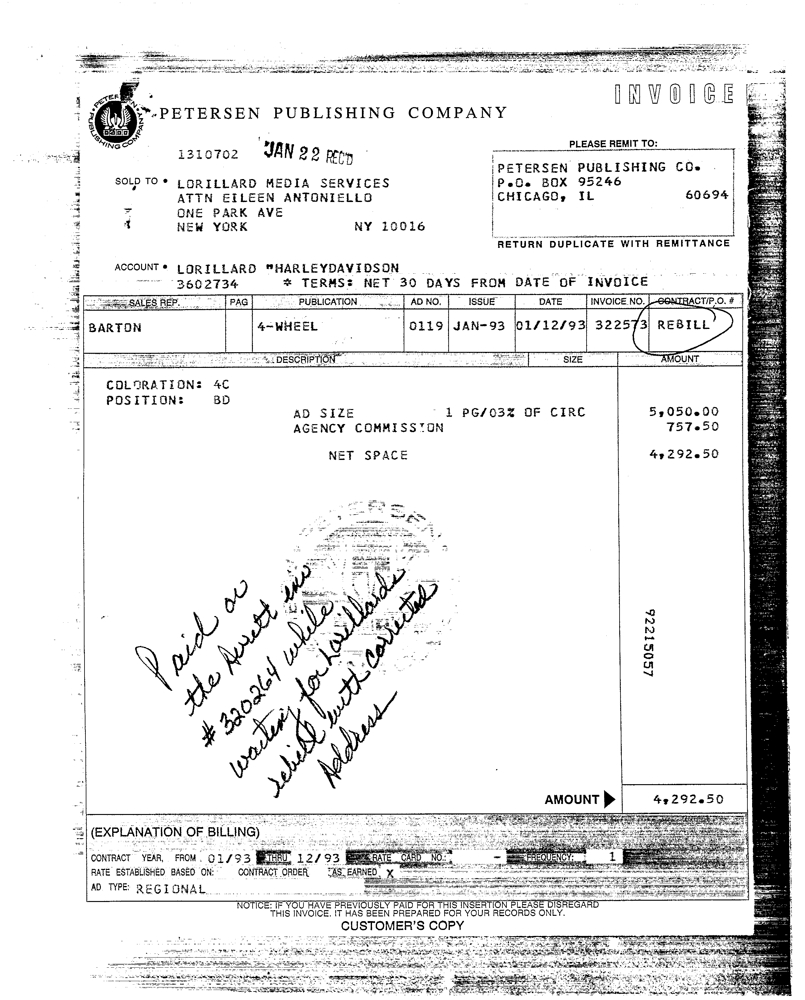 INVOICE
PETERSEN PUBLISHING COMPANY
PETERSEN PUBLISHING COMPANY
1310702 JAN 22 REC'D
PLEASE REMIT TO:
PETERSEN PUBLISHING CO.
P.O. BOX 95246
CHICAGO, IL 60694
SOLD TO • LORILLARD MEDIA SERVICES
ATTN EILEEN ANTONIELLO
ONE PARK AVE
NEW YORK NY 10016
RETURN DUPLICATE WITH REMITTANCE
ACCOUNT • LORILLARD "HARLEYDAVIDSON
3602734 * TERMS: NET 30 DAYS FROM DATE OF INVOICE
SALES REP. PAG PUBLICATION AD NO. ISSUE DATE INVOICE NO. CONTRACT/P.O. #
BARTON 4-WHEEL 0119 JAN-93 01/12/93 322573 REBILL
DESCRIPTION SIZE AMOUNT
COLORATION: 4C
POSITION: BD
AD SIZE 1 PG/03% OF CIRC 5,050.00
AGENCY COMMISSION 757.50
NET SPACE 4,292.50
PETERSEN
Paid on
the
# 320264 while
waiting for Lorillards
rebill with corrected
Address
92215057
AMOUNT 4,292.50
(EXPLANATION OF BILLING)
CONTRACT YEAR, FROM 01/93 THRU 12/93 RATE CARD NO.: - FREQUENCY: 1
RATE ESTABLISHED BASED ON: CONTRACT ORDER AS EARNED X
AD TYPE: REGIONAL
NOTICE: IF YOU HAVE PREVIOUSLY PAID FOR THIS INSERTION PLEASE DISREGARD
THIS INVOICE. IT HAS BEEN PREPARED FOR YOUR RECORDS ONLY.
CUSTOMER'S COPY